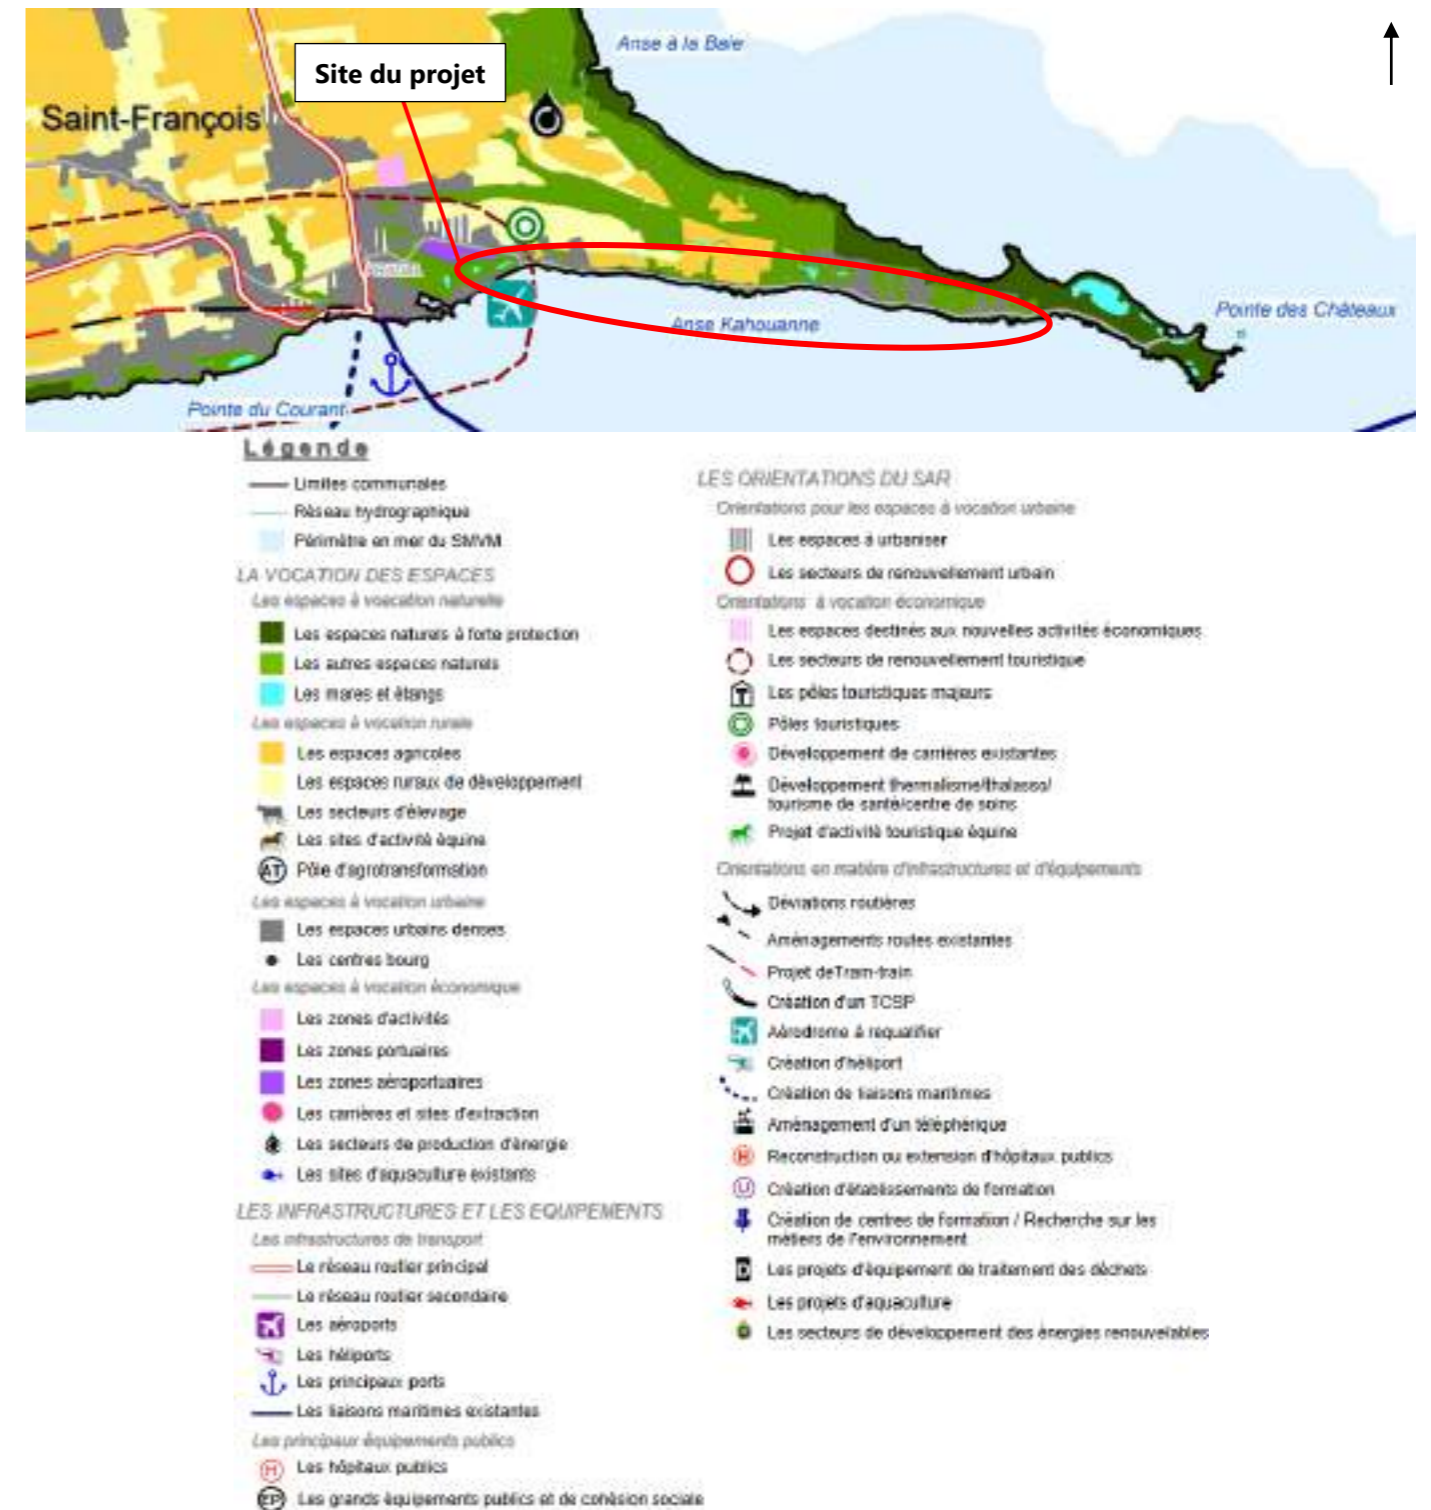 Anse à la Baie
Site du projet
Saint-François
Anse Kahouanne
Pointe des Châteaux
Pointe du Courant
Légende
Limites communales
Réseau hydrographique
Périmètre en mer du SMVM
LA VOCATION DES ESPACES
Les espaces à voecation naturelle
Les espaces naturels à forte protection
Les autres espaces naturels
Les mares et étangs
Les espaces à vocation rurale
Les espaces agricoles
Les espaces ruraux de développement
Les secteurs d'élevage
Les sites d'activité équine
AT Pôle d'agrotransformation
Les espaces à vocation urbaine
Les espaces urbains denses
Les centres bourg
Les espaces à vocation économique
Les zones d'activités
Les zones portuaires
Les zones aéroportuaires
Les carrières et sites d'extraction
Les secteurs de production d'énergie
Les sites d'aquaculture existants
LES INFRASTRUCTURES ET LES EQUIPEMENTS
Les infrastructures de transport
Le réseau routier principal
Le réseau routier secondaire
Les aéroports
Les héliports
Les principaux ports
Les liaisons maritimes existantes
Les principaux équipements publics
H Les hôpitaux publics
EP Les grands équipements publics et de cohésion sociale
LES ORIENTATIONS DU SAR
Orientations pour les espaces à vocation urbaine
Les espaces à urbaniser
Les secteurs de renouvellement urbain
Orientations à vocation économique
Les espaces destinés aux nouvelles activités économiques
Les secteurs de renouvellement touristique
T Les pôles touristiques majeurs
Pôles touristiques
Développement de carrières existantes
Développement thermalisme/thalasso/
tourisme de santé/centre de soins
Projet d'activité touristique équine
Orientations en matière d'infrastructures et d'équipements
Déviations routières
Aménagements routes existantes
Projet deTram-train
Création d'un TCSP
Aérodrome à requalifier
Création d'héliport
Création de liaisons maritimes
Aménagement d'un téléphérique
H Reconstruction ou extension d'hôpitaux publics
U Création d'établissements de formation
Création de centres de formation / Recherche sur les
métiers de l'environnement
D Les projets d'équipement de traitement des déchets
Les projets d'aquaculture
Les secteurs de développement des énergies renouvelables